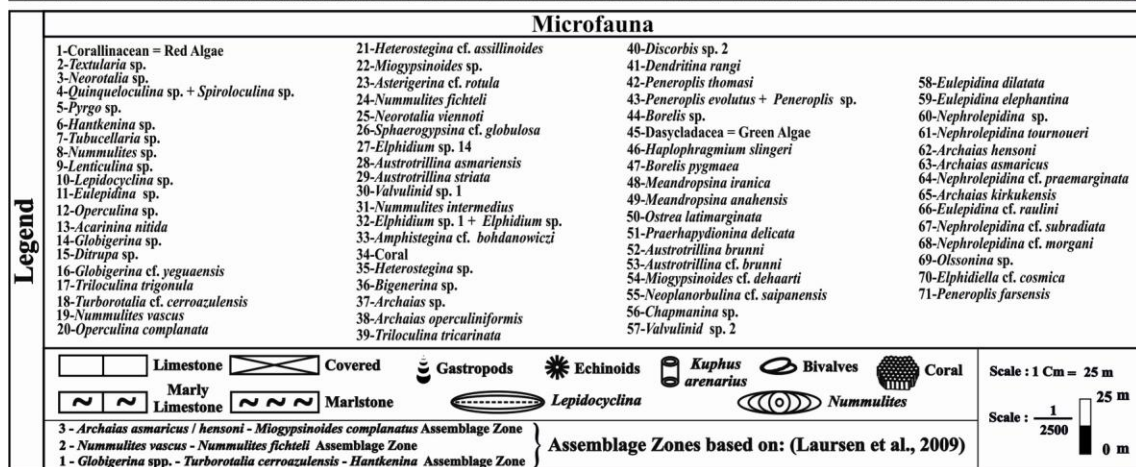 Microfauna
Legend
1-Corallinacean = Red Algae
2-Textularia sp.
3-Neorotalia sp.
4-Quinqueloculina sp. + Spiroloculina sp.
5-Pyrgo sp.
6-Hantkenina sp.
7-Tubucellaria sp.
8-Nummulites sp.
9-Lenticulina sp.
10-Lepidocyclina sp.
11-Eulepidina sp.
12-Operculina sp.
13-Acarinina nitida
14-Globigerina sp.
15-Ditrupa sp.
16-Globigerina cf. yeguaensis
17-Triloculina trigonula
18-Turborotalia cf. cerroazulensis
19-Nummulites vascus
20-Operculina complanata
21-Heterostegina cf. assillinoides
22-Miogypsinoides sp.
23-Asterigerina cf. rotula
24-Nummulites fichteli
25-Neorotalia viennoti
26-Sphaerogypsina cf. globulosa
27-Elphidium sp. 14
28-Austrotrillina asmariensis
29-Austrotrillina striata
30-Valvulinid sp. 1
31-Nummulites intermedius
32-Elphidium sp. 1 + Elphidium sp.
33-Amphistegina cf. bohdanowiczi
34-Coral
35-Heterostegina sp.
36-Bigenerina sp.
37-Archaias sp.
38-Archaias operculiniformis
39-Triloculina tricarinata
40-Discorbis sp. 2
41-Dendritina rangi
42-Peneroplis thomasi
43-Peneroplis evolutus + Peneroplis sp.
44-Borelis sp.
45-Dasycladacea = Green Algae
46-Haplophragmium slingeri
47-Borelis pygmaea
48-Meandropsina iranica
49-Meandropsina anahensis
50-Ostrea latimarginata
51-Praerhapydionina delicata
52-Austrotrillina brunni
53-Austrotrillina cf. brunni
54-Miogypsinoides cf. dehaarti
55-Neoplanorbulina cf. saipanensis
56-Chapmanina sp.
57-Valvulinid sp. 2
58-Eulepidina dilatata
59-Eulepidina elephantina
60-Nephrolepidina sp.
61-Nephrolepidina tournoueri
62-Archaias hensoni
63-Archaias asmaricus
64-Nephrolepidina cf. praemarginata
65-Archaias kirkukensis
66-Eulepidina cf. raulini
67-Nephrolepidina cf. subradiata
68-Nephrolepidina cf. morgani
69-Olssonina sp.
70-Elphidiella cf. cosmica
71-Peneroplis farsensis
Limestone Covered Gastropods Echinoids Kuphus arenarius Bivalves Coral
Marly Limestone Marlstone Lepidocyclina Nummulites
Scale : 1 Cm = 25 m
Scale : 1/2500
25 m
0 m
3 - Archaias asmaricus / hensoni - Miogypsinoides complanatus Assemblage Zone
2 - Nummulites vascus - Nummulites fichteli Assemblage Zone
1 - Globigerina spp. - Turborotalia cerroazulensis - Hantkenina Assemblage Zone
Assemblage Zones based on: (Laursen et al., 2009)